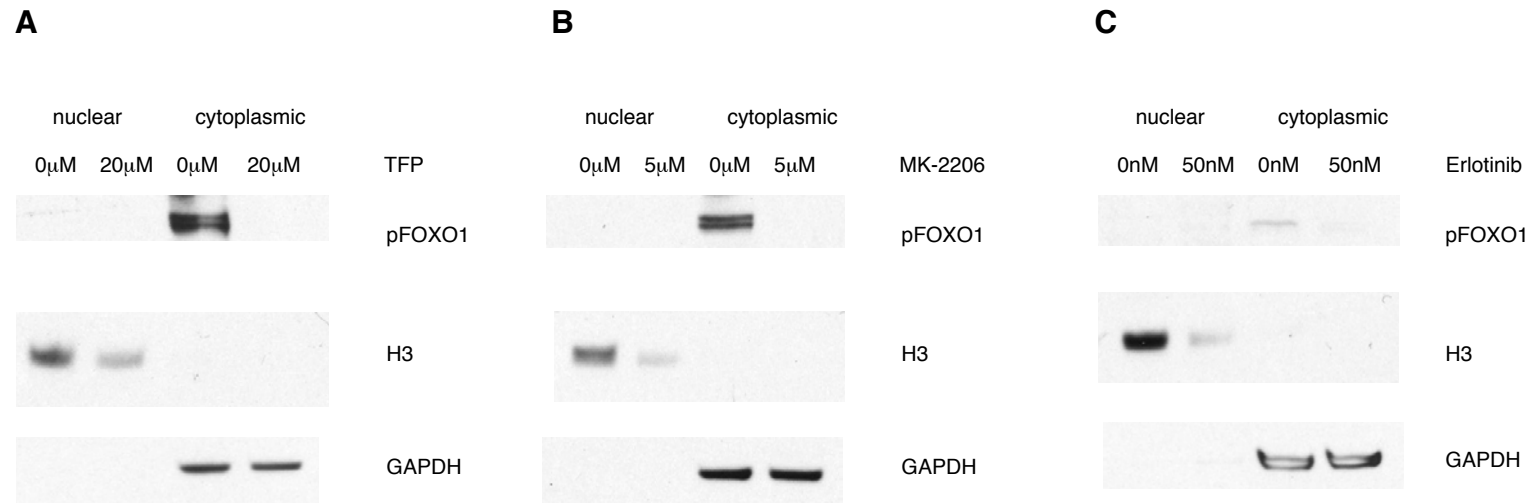 A B C
nuclear cytoplasmic nuclear cytoplasmic nuclear cytoplasmic
0μM 20μM 0μM 20μM TFP 0μM 5μM 0μM 5μM MK-2206 0nM 50nM 0nM 50nM Erlotinib
pFOXO1 pFOXO1 pFOXO1
H3 H3 H3
GAPDH GAPDH GAPDH